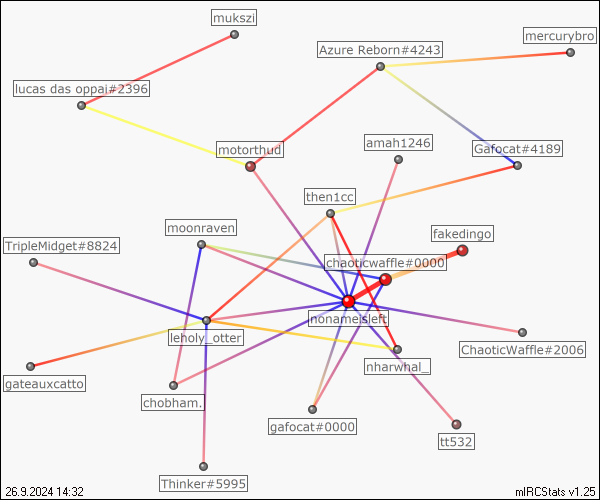 mukszi
mercurybro
Azure Reborn#4243
lucas das oppai#2396
amah1246
motorthud
Gafocat#4189
then1cc
moonraven
fakedingo
TripleMidget#8824
chaoticwaffle#0000
nonameisleft
leholy_otter
ChaoticWaffle#2006
nharwhal_
gateauxcatto
chobham.
gafocat#0000
tt532
Thinker#5995
26.9.2024 14:32
mIRCStats v1.25